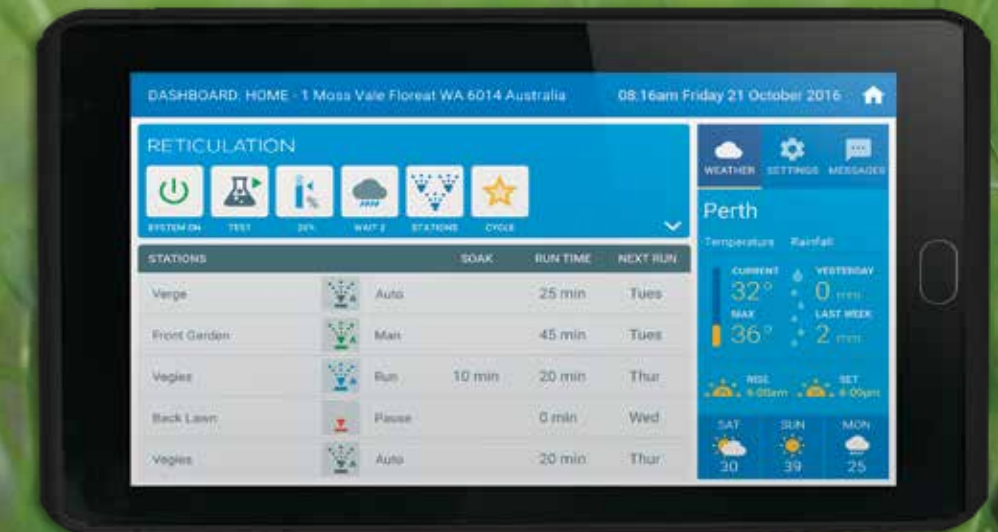 DASHBOARD: HOME - 1 Moss Vale Floreat WA 6014 Australia 08:16am Friday 21 October 2016
RETICULATION
SYSTEM ON TEST 20% WAIT 2 STATIONS CYCLE
STATIONS SOAK RUN TIME NEXT RUN
Verge Auto 25 min Tues
Front Garden Man 45 min Tues
Vegies Run 10 min 20 min Thur
Back Lawn Pause 0 min Wed
Vegies Auto 20 min Thur
WEATHER SETTINGS MESSAGES
Perth
Temperature Rainfall
CURRENT YESTERDAY
32° 0 mm
MAX LAST WEEK
36° 2 mm
RISE SET
6:00am 6:00pm
SAT SUN MON
30 39 25